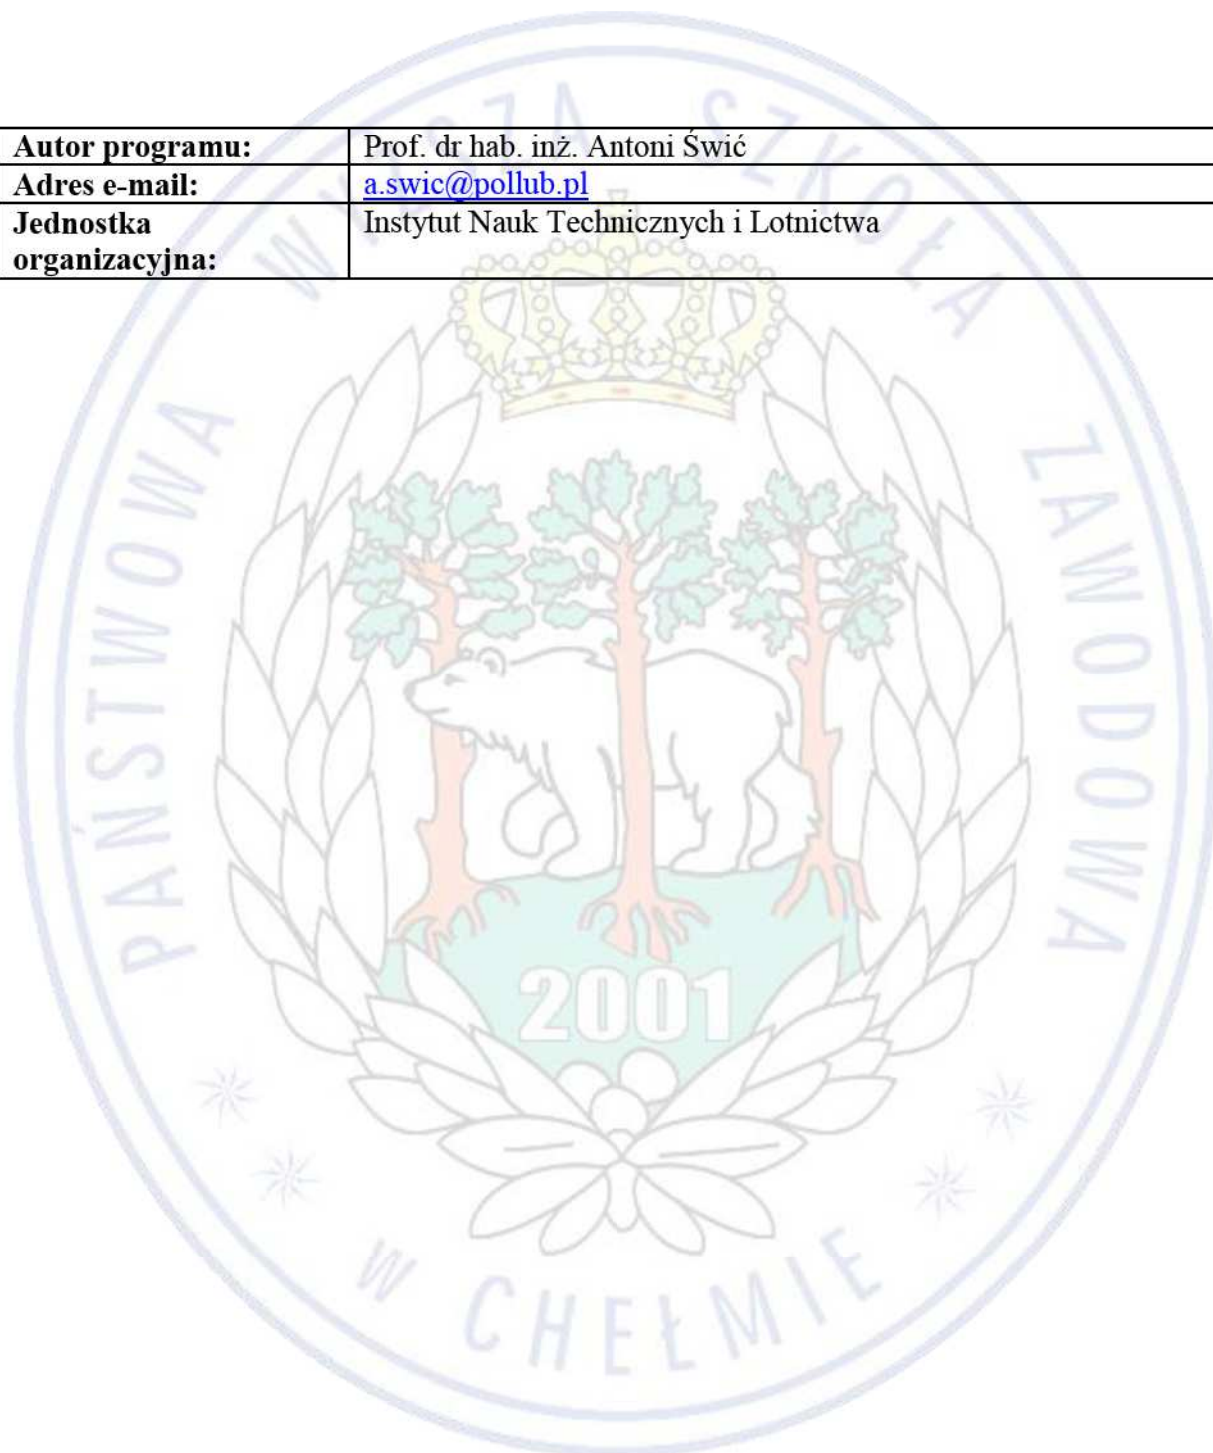 Autor programu: Prof. dr hab. inż. Antoni Świć
Adres e-mail: a.swic@pollub.pl
Jednostka organizacyjna: Instytut Nauk Technicznych i Lotnictwa
PAŃSTWOWA WYŻSZA SZKOŁA ZAWODOWA
W CHEŁMIE
2001